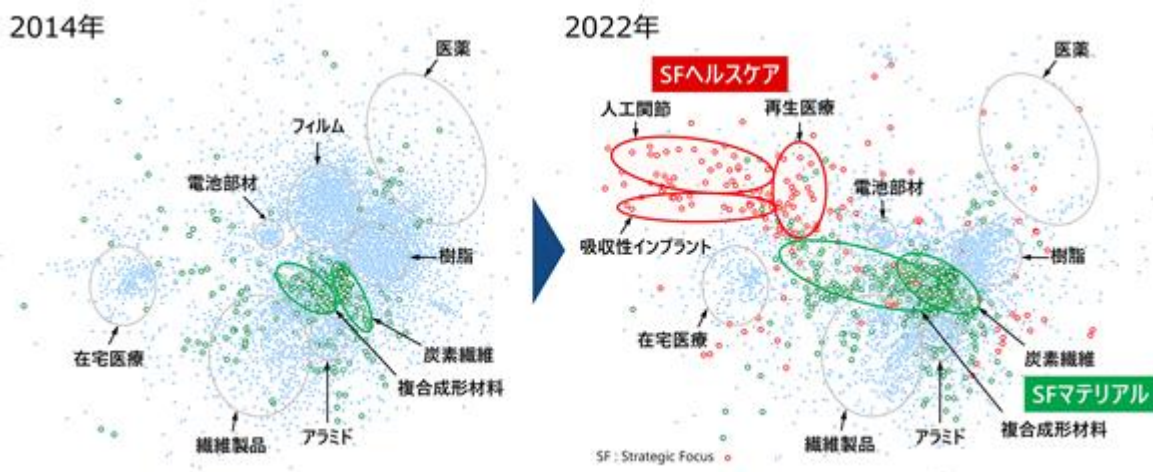 2014年
医薬
フィルム
電池部材
樹脂
在宅医療
炭素繊維
複合成形材料
アラミド
繊維製品
2022年
SFヘルスケア
医薬
人工関節
再生医療
電池部材
吸収性インプラント
樹脂
在宅医療
炭素繊維
SFマテリアル
複合成形材料
アラミド
繊維製品
SF : Strategic Focus